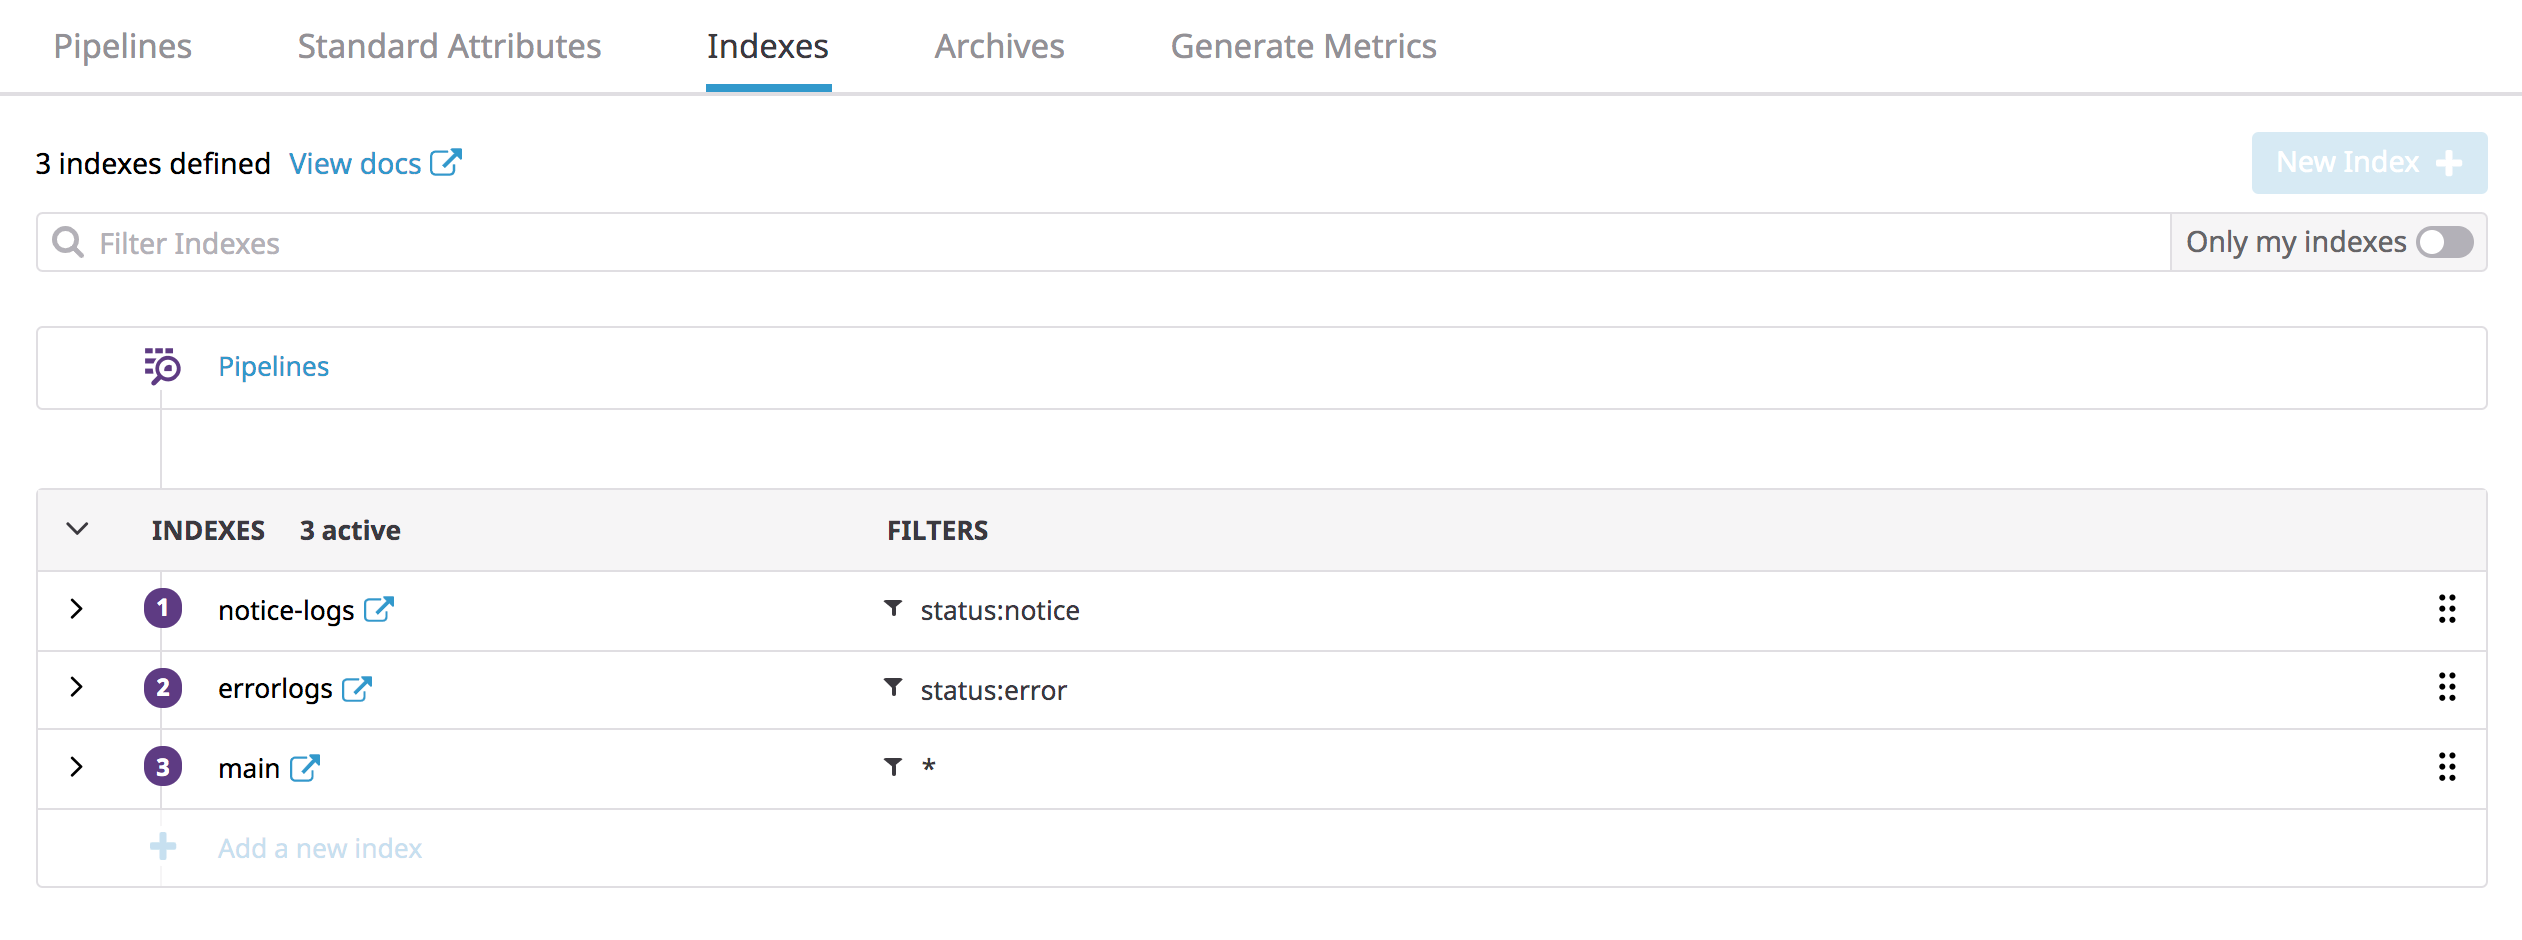 Pipelines Standard Attributes Indexes Archives Generate Metrics
3 indexes defined View docs New Index
Filter Indexes Only my indexes
Pipelines
INDEXES 3 active FILTERS
1 notice-logs status:notice
2 errorlogs status:error
3 main *
Add a new index